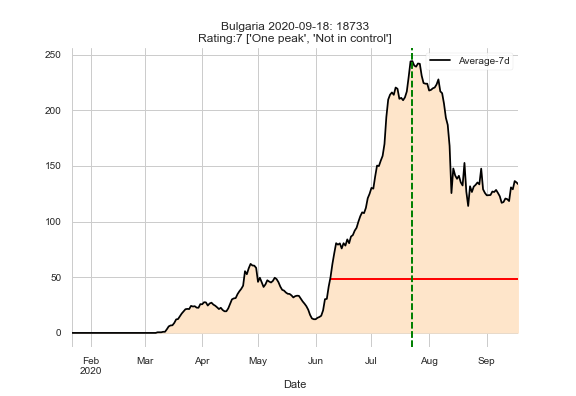 Bulgaria 2020-09-18: 18733
Rating:7 ['One peak', 'Not in control']
Average-7d
250
200
150
100
50
0
Feb Mar Apr May Jun Jul Aug Sep
2020
Date